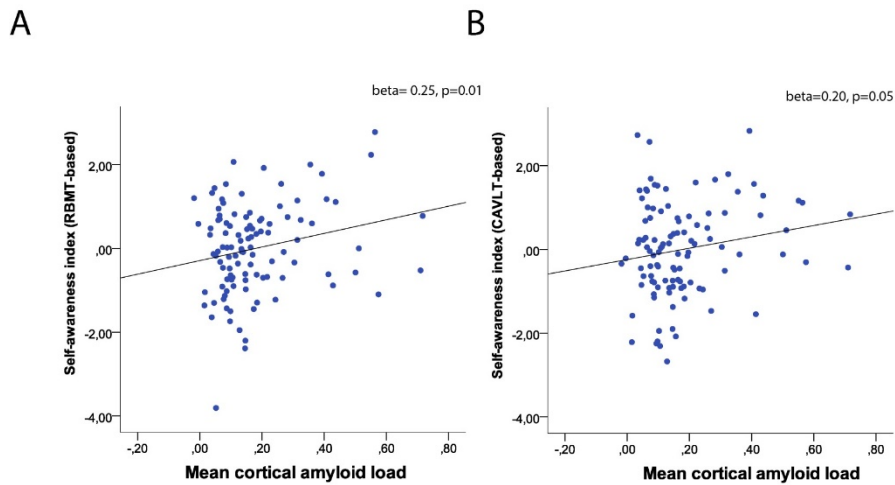 A
beta= 0.25, p=0.01
Self-awareness index (RBMT-based)
2,00
,00
-2,00
-4,00
-,20
,00
,20
,40
,60
,80
Mean cortical amyloid load
B
beta=0.20, p=0.05
Self-awareness index (CAVLT-based)
2,00
,00
-2,00
-4,00
-,20
,00
,20
,40
,60
,80
Mean cortical amyloid load